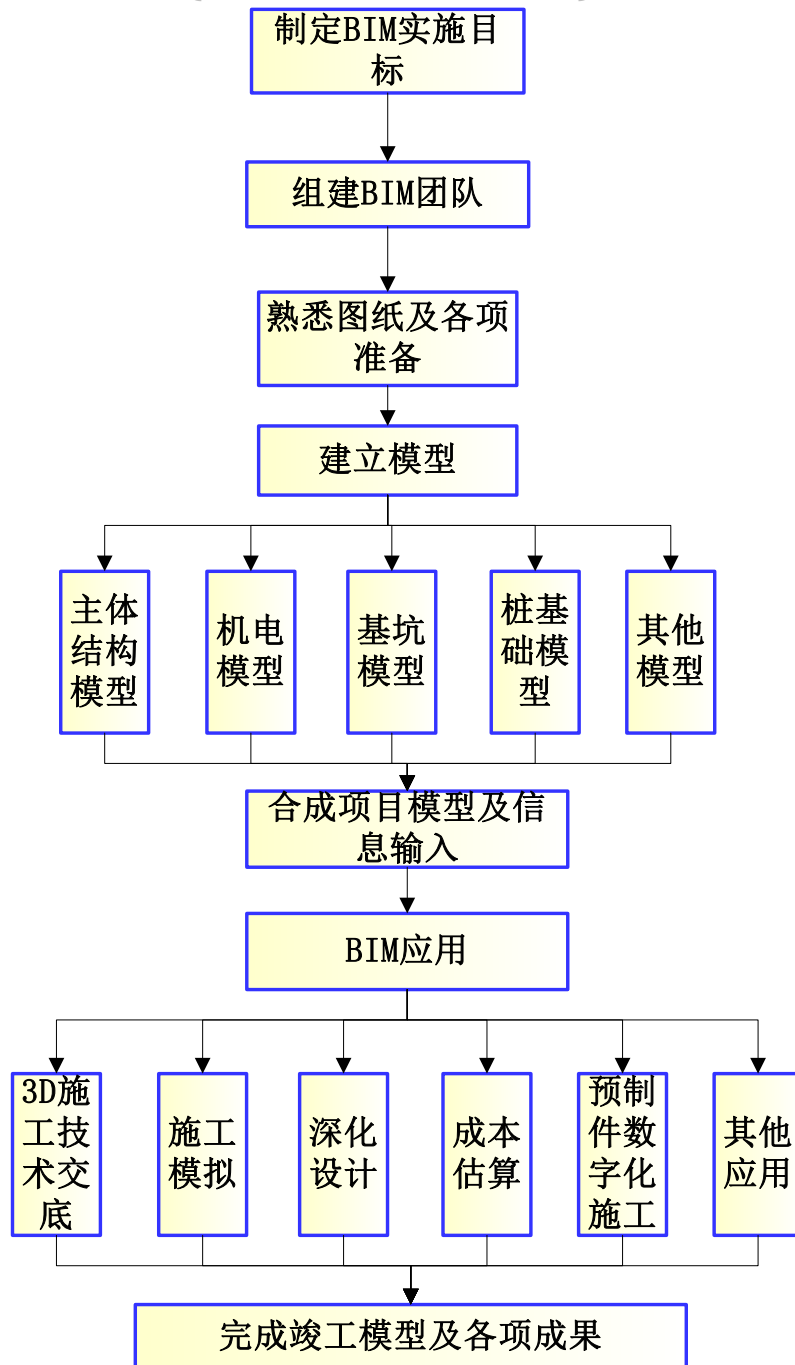 制定BIM实施目
标
组建BIM团队
熟悉图纸及各项
准备
建立模型
主体
结构
模型
机电
模型
基坑
模型
桩基
础模
型
其他
模型
合成项目模型及信
息输入
BIM应用
3D施
工技
术交
底
施工
模拟
深化
设计
成本
估算
预制
件数
字化
施工
其他
应用
完成竣工模型及各项成果